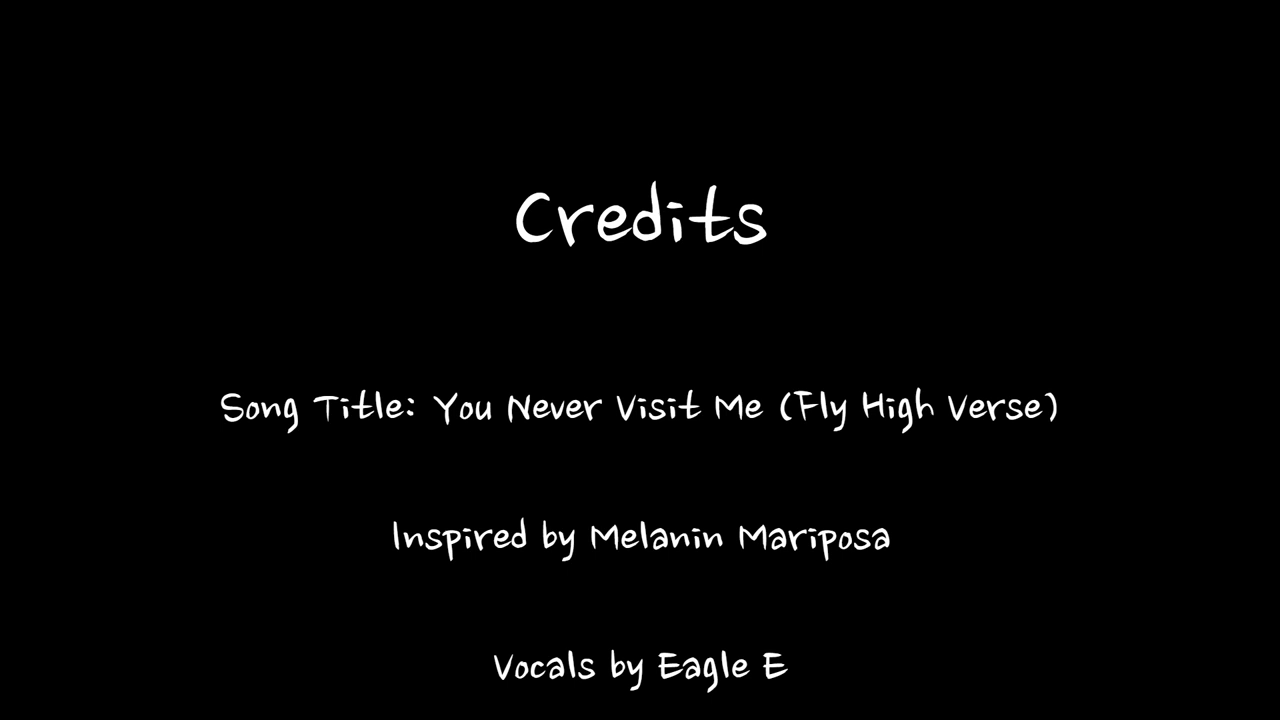 Credits
Song Title: You Never Visit Me (Fly High Verse)
Inspired by Melanin Mariposa
Vocals by Eagle E